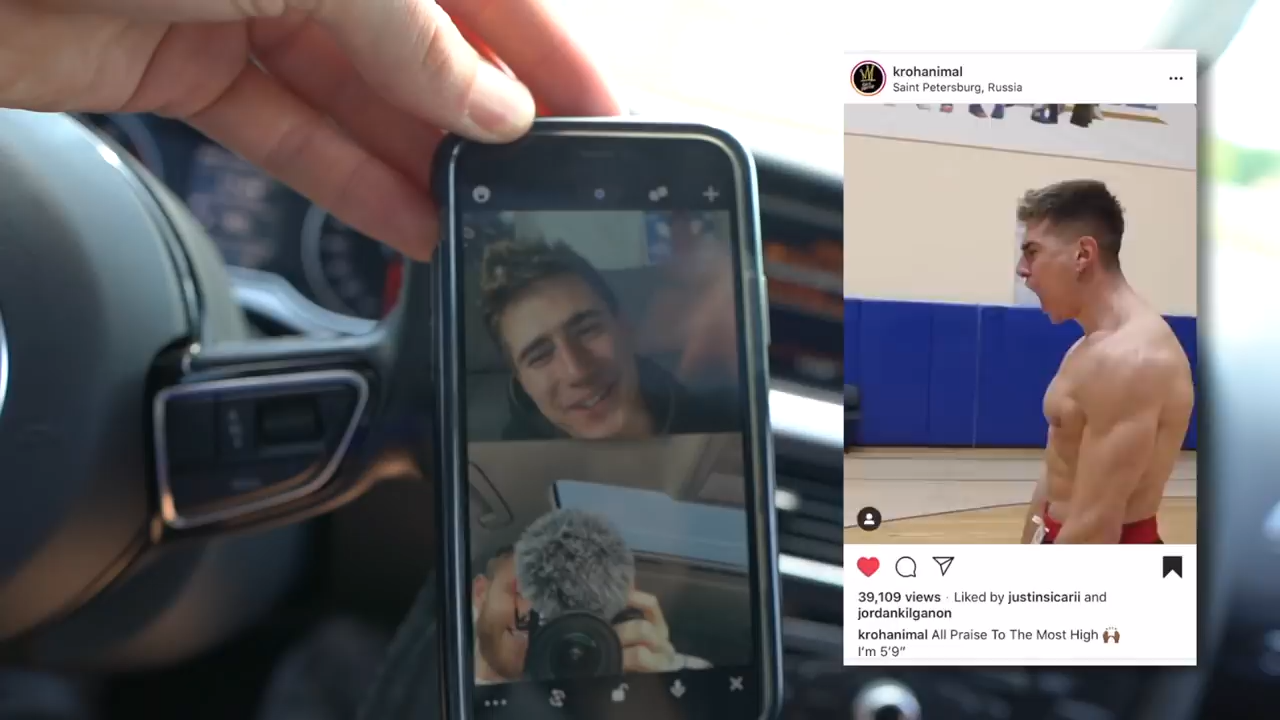 krohanimal
Saint Petersburg, Russia
39,109 views · Liked by justinsicarii and
jordankilganon
krohanimal All Praise To The Most High 🙌🏾
I'm 5'9"